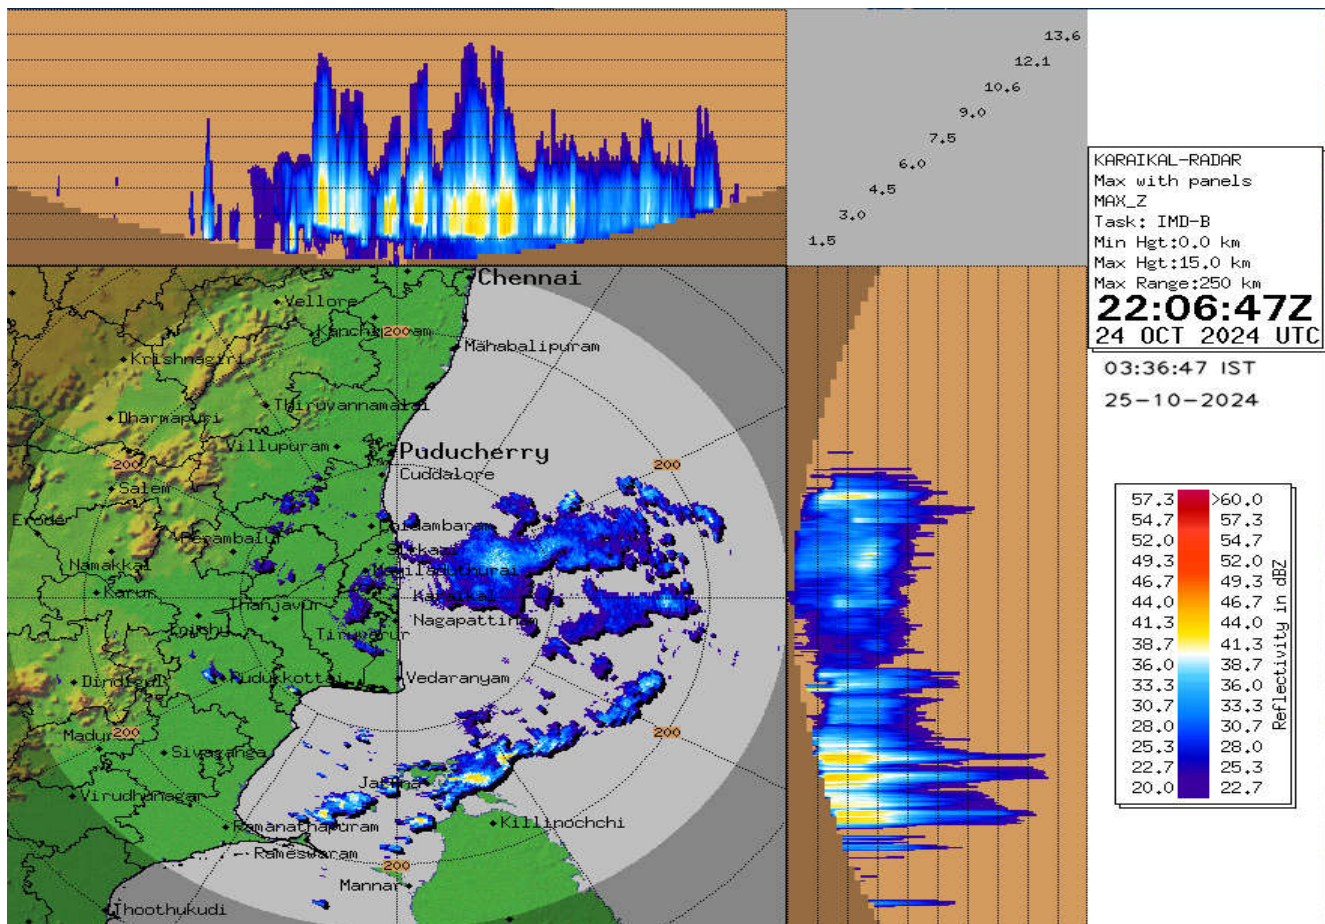 13.6
12.1
10.6
9.0
7.5
6.0
4.5
3.0
1.5
KARAIKAL-RADAR
Max with panels
MAX_Z
Task: IMD-B
Min Hgt:0.0 km
Max Hgt:15.0 km
Max Range:250 km
22:06:47Z
24 OCT 2024 UTC
03:36:47 IST
25-10-2024
Chennai
Vellore
200
Mahabalipuram
Krishnagiri
Thiruvannamalai
Dharmapuri
Villupuram
Puducherry
200
200
Cuddalore
Salem
Erode
Chidambaram
Perambalur
Sirkazi
Namakkal
Mayiladuthurai
Karur
Karaikal
Thanjavur
Nagapattinam
Tiruvarur
Pudukkottai
Vedaranyam
Dindigul
200
200
Sivaganga
Jaffna
Virudhunagar
Ramanathapuram
Killinochchi
Rameswaram
200
Mannar
Thoothukudi
57.3 >60.0
54.7 57.3
52.0 54.7
49.3 52.0
46.7 49.3
44.0 46.7
41.3 44.0
38.7 41.3
36.0 38.7
33.3 36.0
30.7 33.3
28.0 30.7
25.3 28.0
22.7 25.3
20.0 22.7
Reflectivity in dBZ